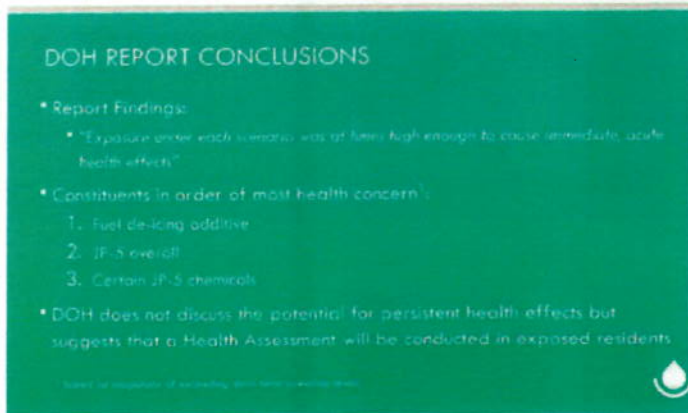 DOH REPORT CONCLUSIONS
• Report Findings:
• "Exposure under each scenario was at times high enough to cause immediate, acute
health effects"
• Constituents in order of most health concern¹:
1. Fuel de-icing additive
2. JP-5 overall
3. Certain JP-5 chemicals
• DOH does not discuss the potential for persistent health effects but
suggests that a Health Assessment will be conducted in exposed residents